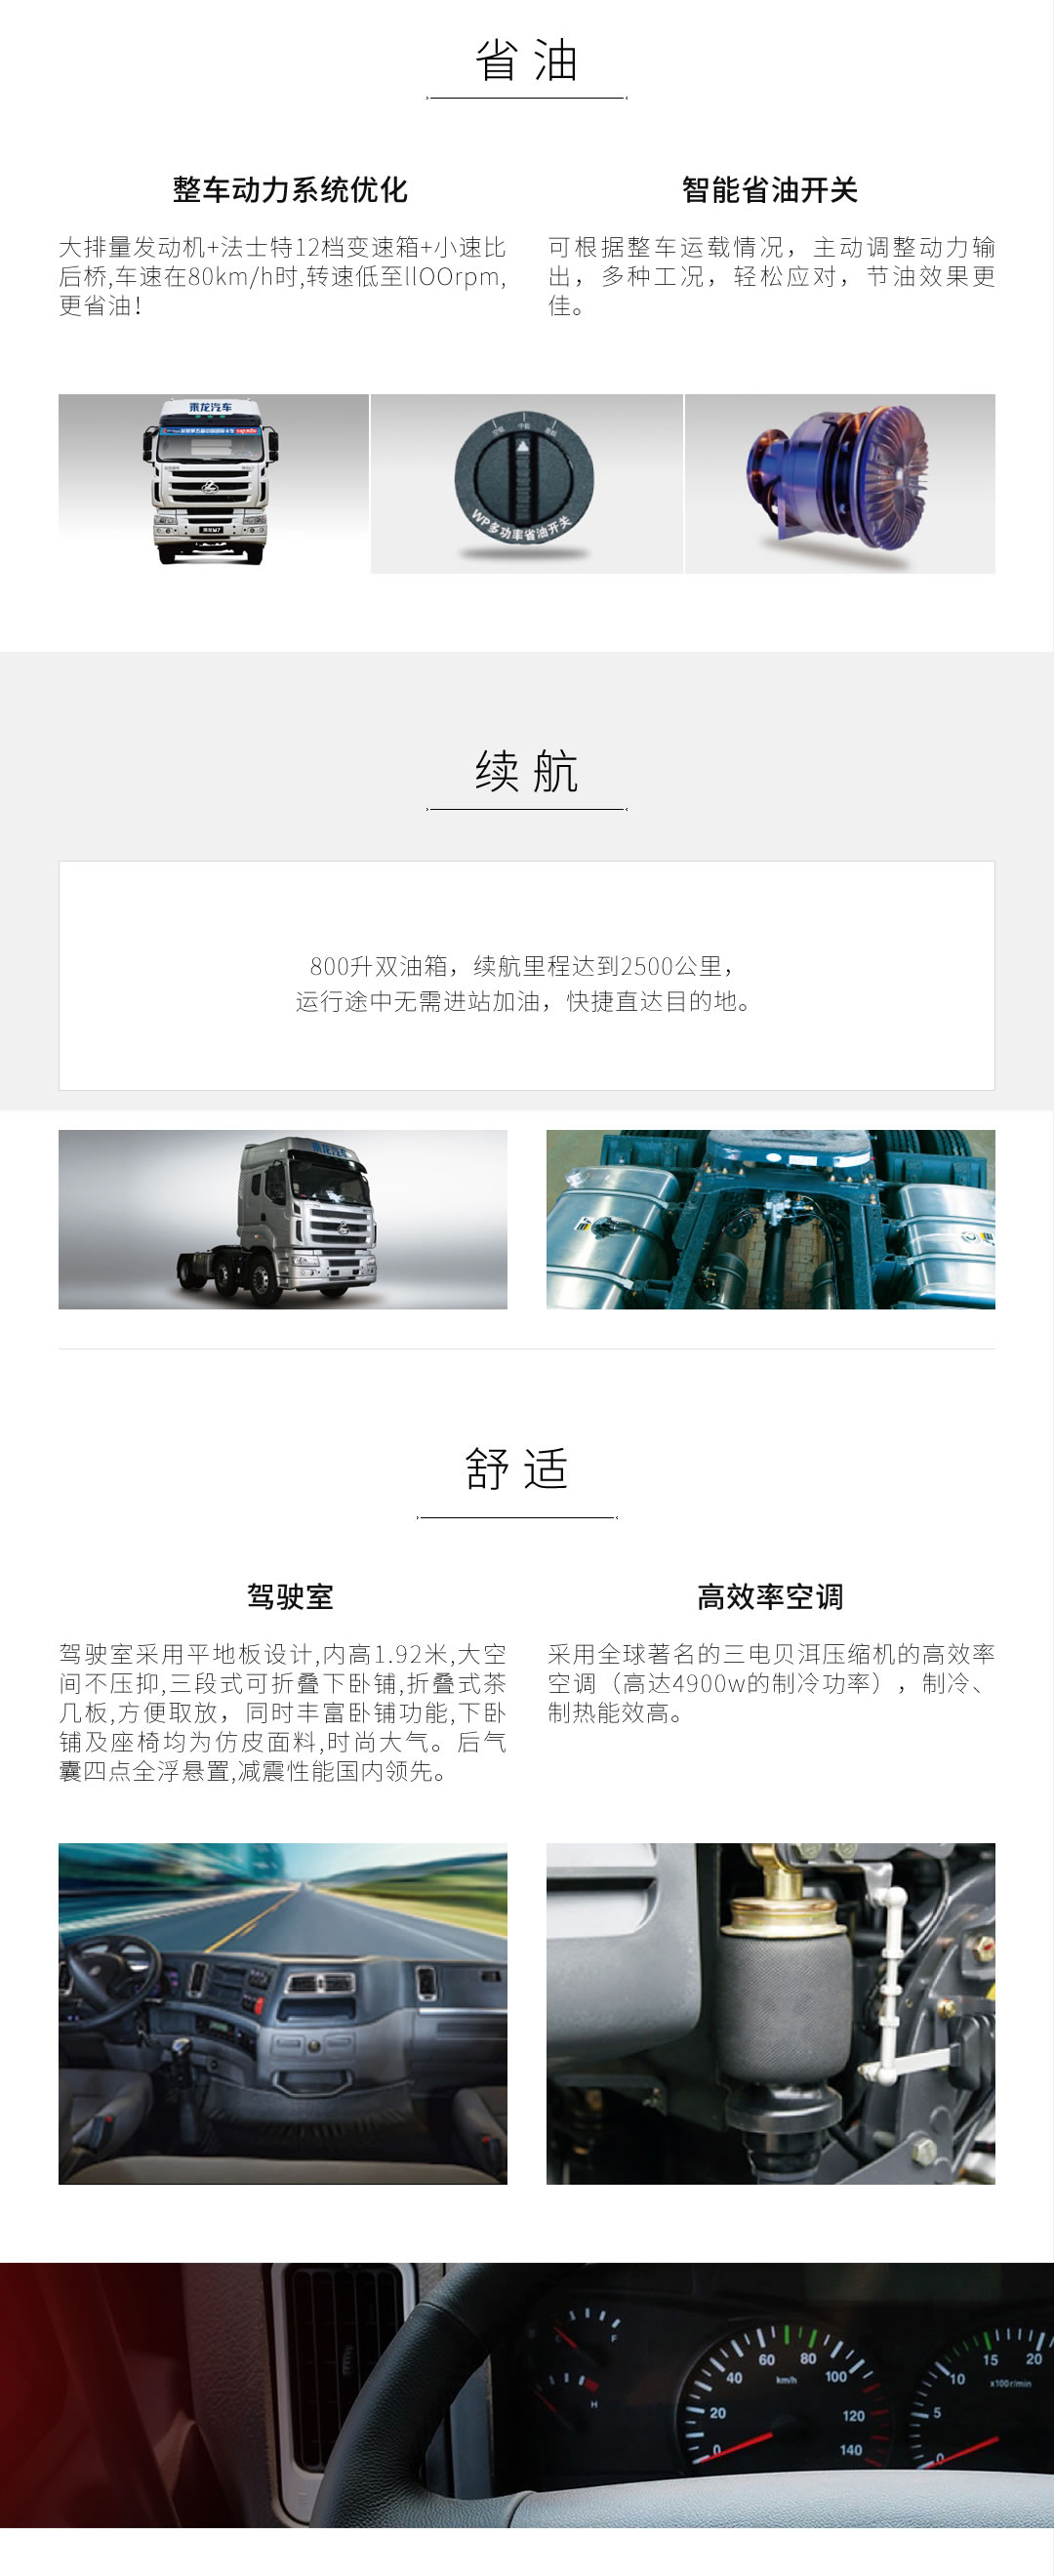 省油
整车动力系统优化
大排量发动机+法士特12档变速箱+小速比
后桥,车速在80km/h时,转速低至llOOrpm,
更省油！
智能省油开关
可根据整车运载情况，主动调整动力输
出，多种工况，轻松应对，节油效果更
佳。
乘龙汽车
乘龙M7
WP多功率省油开关
续航
800升双油箱，续航里程达到2500公里，
运行途中无需进站加油，快捷直达目的地。
乘龙汽车
舒适
驾驶室
驾驶室采用平地板设计,内高1.92米,大空
间不压抑,三段式可折叠下卧铺,折叠式茶
几板,方便取放，同时丰富卧铺功能,下卧
铺及座椅均为仿皮面料,时尚大气。后气
囊四点全浮悬置,减震性能国内领先。
高效率空调
采用全球著名的三电贝洱压缩机的高效率
空调（高达4900w的制冷功率），制冷、
制热能效高。
F
H
0 20 40 60 80 100 120 140
km/h
0 5 10 15 20
x100r/min